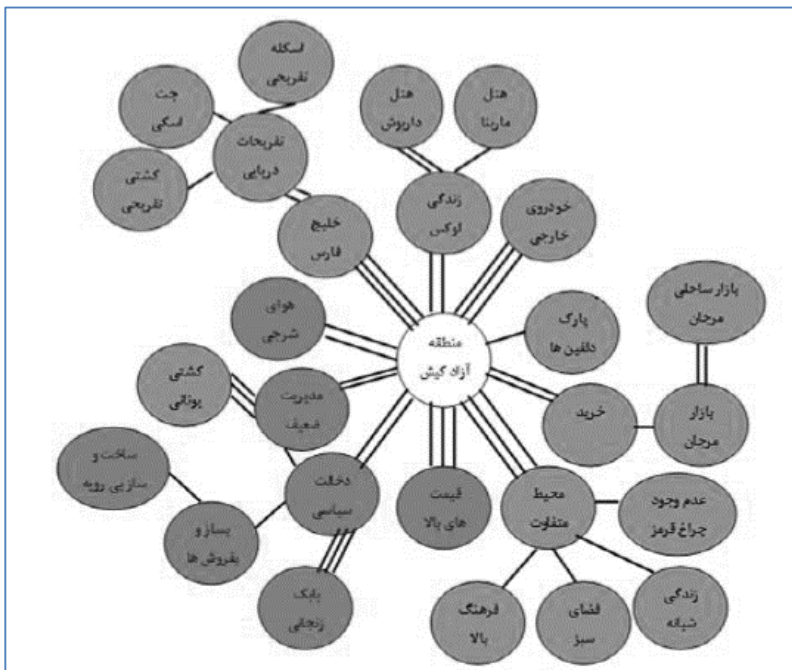 اسکله
تفریحی
جت
اسکی
تفریحات
دریایی
کشتی
تفریحی
هتل
داریوش
هتل
مارینا
زندگی
لوکس
خودروی
خارجی
خلیج
فارس
هوای
شرجی
منطقه
آزاد کیش
پارک
دلفین ها
بازار ساحلی
مرجان
بازار
مرجان
خرید
کشتی
یونانی
مدیریت
ضعیف
ساخت و
ساز بی رویه
بساز و
بفروش ها
دخالت
سیاسی
بابک
زنجانی
قیمت
های بالا
محیط
متفاوت
عدم وجود
چراغ قرمز
زندگی
شبانه
فضای
سبز
فرهنگ
بالا